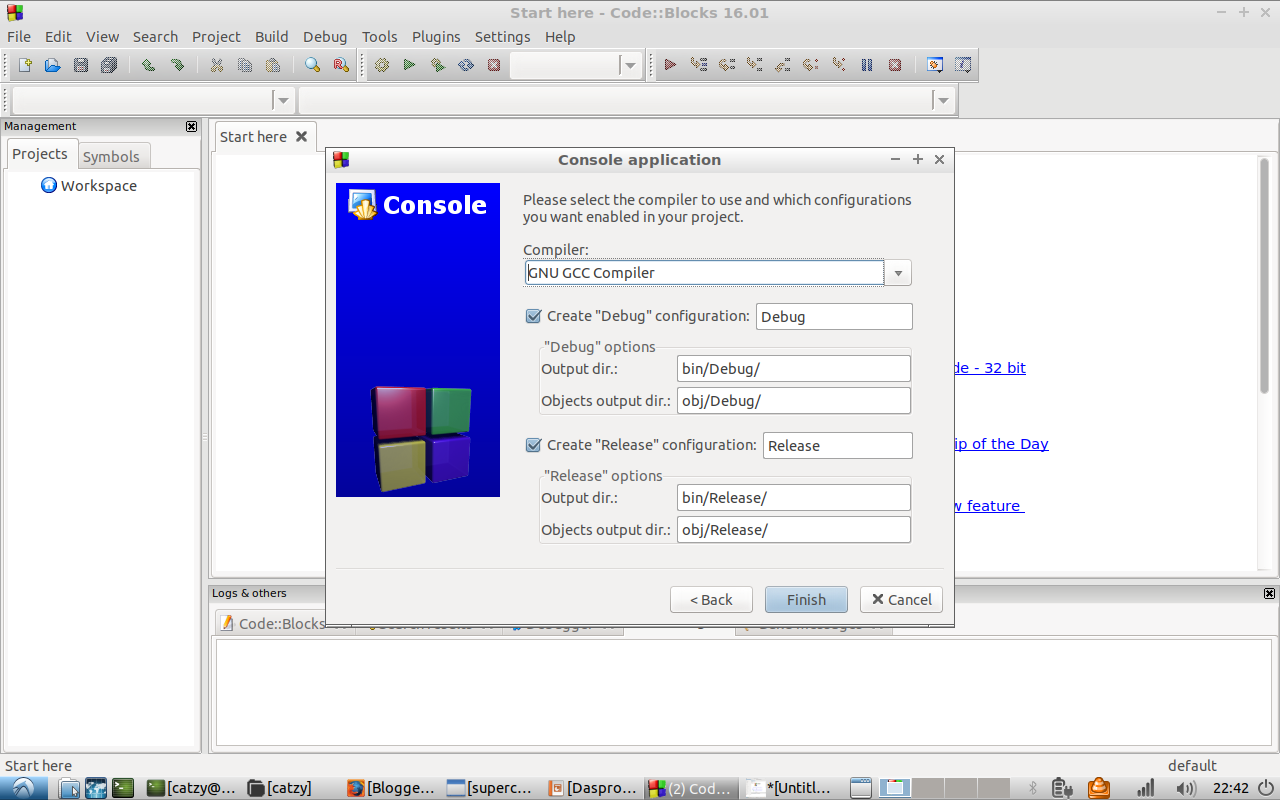 Start here - Code::Blocks 16.01
File Edit View Search Project Build Debug Tools Plugins Settings Help
Management
Projects Symbols
Workspace
Start here
Console application
Console
Please select the compiler to use and which configurations
you want enabled in your project.
Compiler:
GNU GCC Compiler
Create "Debug" configuration: Debug
"Debug" options
Output dir.: bin/Debug/
Objects output dir.: obj/Debug/
Create "Release" configuration: Release
"Release" options
Output dir.: bin/Release/
Objects output dir.: obj/Release/
< Back Finish Cancel
de - 32 bit
ip of the Day
w feature
Logs & others
Code::Blocks
Start here default
[catzy@... [catzy] [Blogge... [superc... [Daspro... (2) Cod... *[Untitl... 22:42